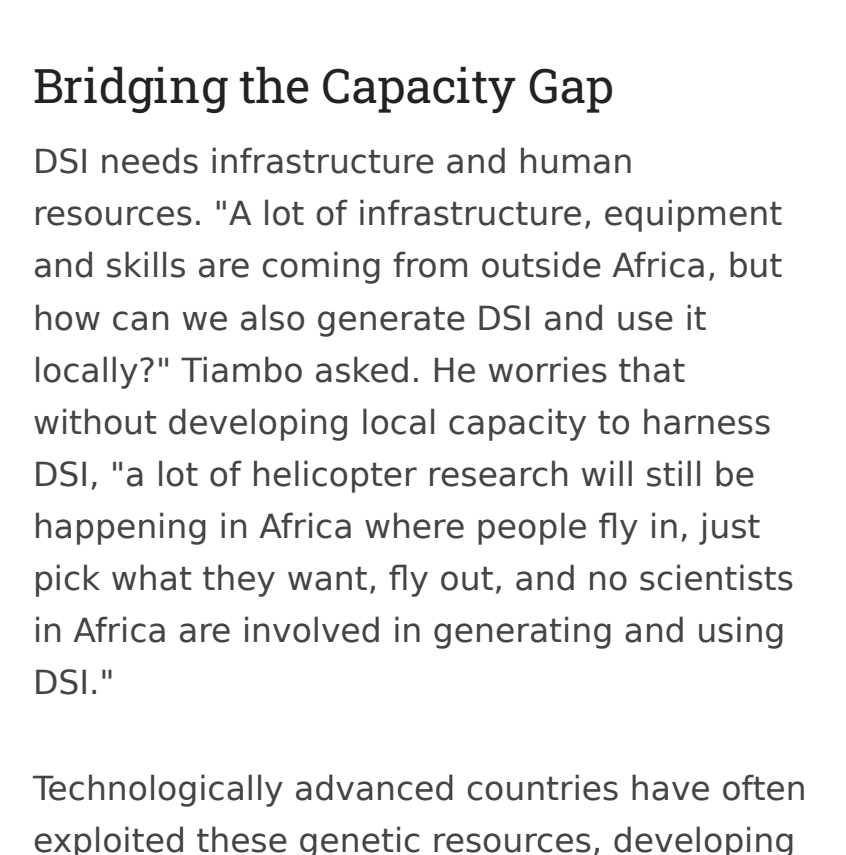 Bridging the Capacity Gap
DSI needs infrastructure and human
resources. "A lot of infrastructure, equipment
and skills are coming from outside Africa, but
how can we also generate DSI and use it
locally?" Tiambo asked. He worries that
without developing local capacity to harness
DSI, "a lot of helicopter research will still be
happening in Africa where people fly in, just
pick what they want, fly out, and no scientists
in Africa are involved in generating and using
DSI."
Technologically advanced countries have often
exploited these genetic resources, developing